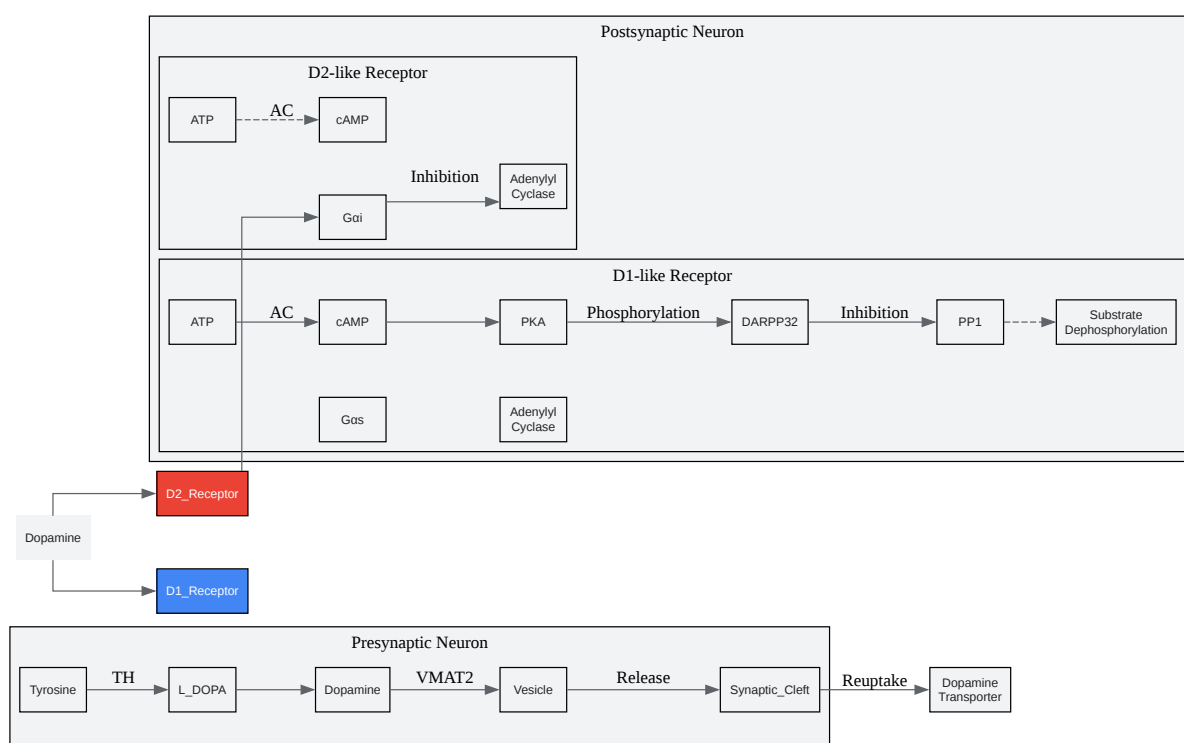 Postsynaptic Neuron
D2-like Receptor
ATP
AC
cAMP
Inhibition
Adenylyl
Cyclase
Gαi
D1-like Receptor
ATP
AC
cAMP
PKA
Phosphorylation
DARPP32
Inhibition
PP1
Substrate
Dephosphorylation
Gαs
Adenylyl
Cyclase
D2_Receptor
Dopamine
D1_Receptor
Presynaptic Neuron
Tyrosine
TH
L_DOPA
Dopamine
VMAT2
Vesicle
Release
Synaptic_Cleft
Reuptake
Dopamine
Transporter